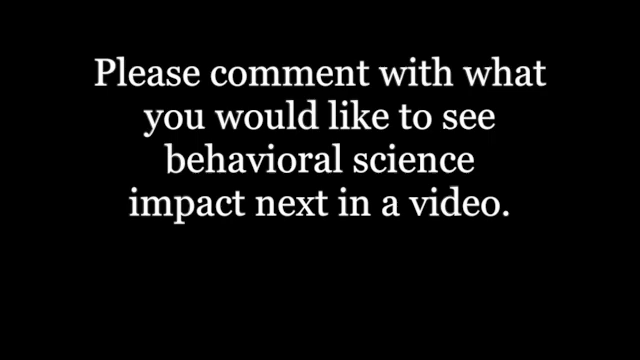 Please comment with what
you would like to see
behavioral science
impact next in a video.